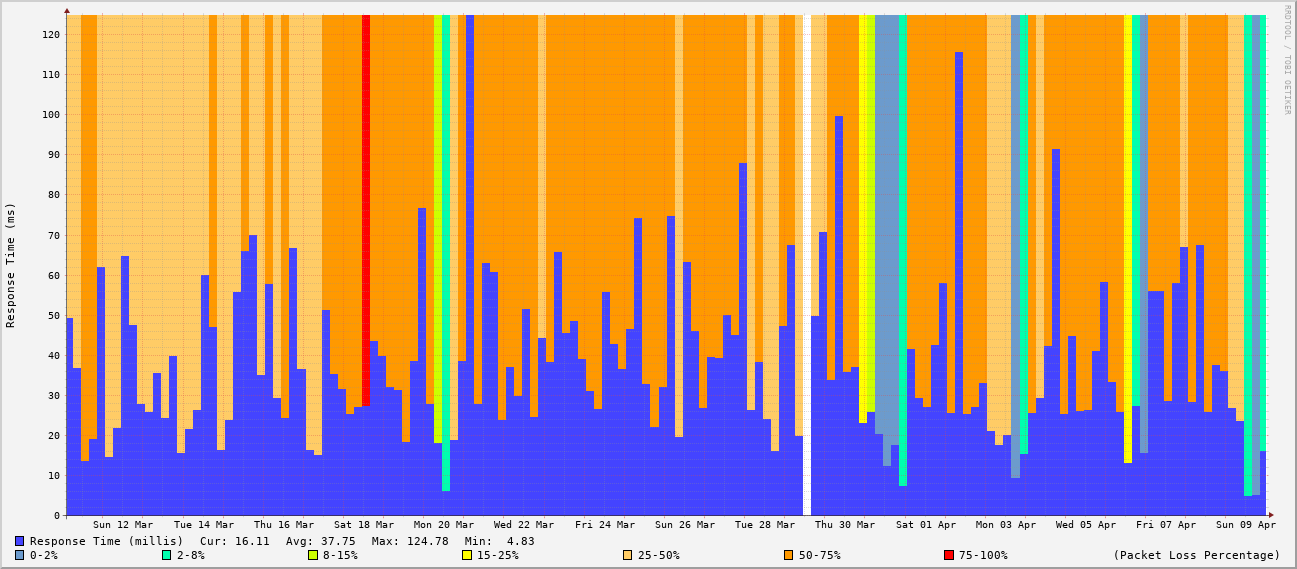 RRDTOOL / TOBI OETIKER
Response Time (ms)
120
110
100
90
80
70
60
50
40
30
20
10
0
Sun 12 Mar Tue 14 Mar Thu 16 Mar Sat 18 Mar Mon 20 Mar Wed 22 Mar Fri 24 Mar Sun 26 Mar Tue 28 Mar Thu 30 Mar Sat 01 Apr Mon 03 Apr Wed 05 Apr Fri 07 Apr Sun 09 Apr
Response Time (millis) Cur: 16.11 Avg: 37.75 Max: 124.78 Min: 4.83
0-2% 2-8% 8-15% 15-25% 25-50% 50-75% 75-100% (Packet Loss Percentage)